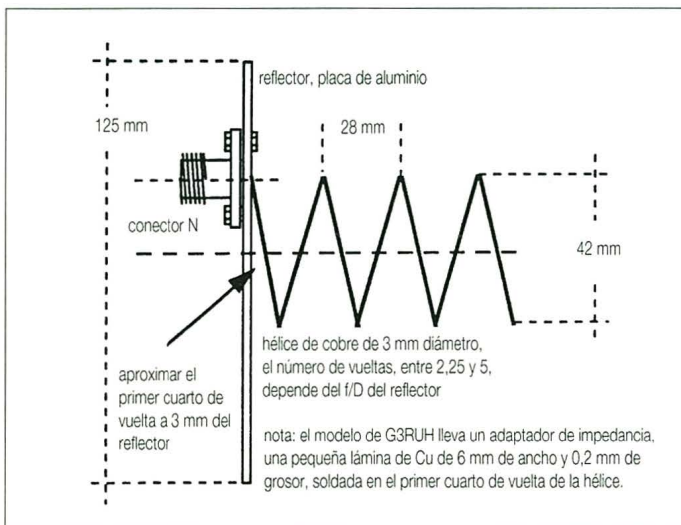 reflector, placa de aluminio
125 mm
28 mm
conector N
42 mm
hélice de cobre de 3 mm diámetro,
el número de vueltas, entre 2,25 y 5,
depende del f/D del reflector
aproximar el
primer cuarto de
vuelta a 3 mm del
reflector
nota: el modelo de G3RUH lleva un adaptador de impedancia,
una pequeña lámina de Cu de 6 mm de ancho y 0,2 mm de
grosor, soldada en el primer cuarto de vuelta de la hélice.